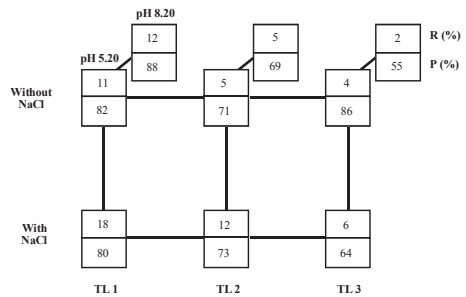 pH 8.20
12 5 2 R (%)
88 69 55 P (%)
pH 5.20
11 5 4
82 71 86
Without
NaCl
18 12 6
80 73 64
With
NaCl
TL 1 TL 2 TL 3